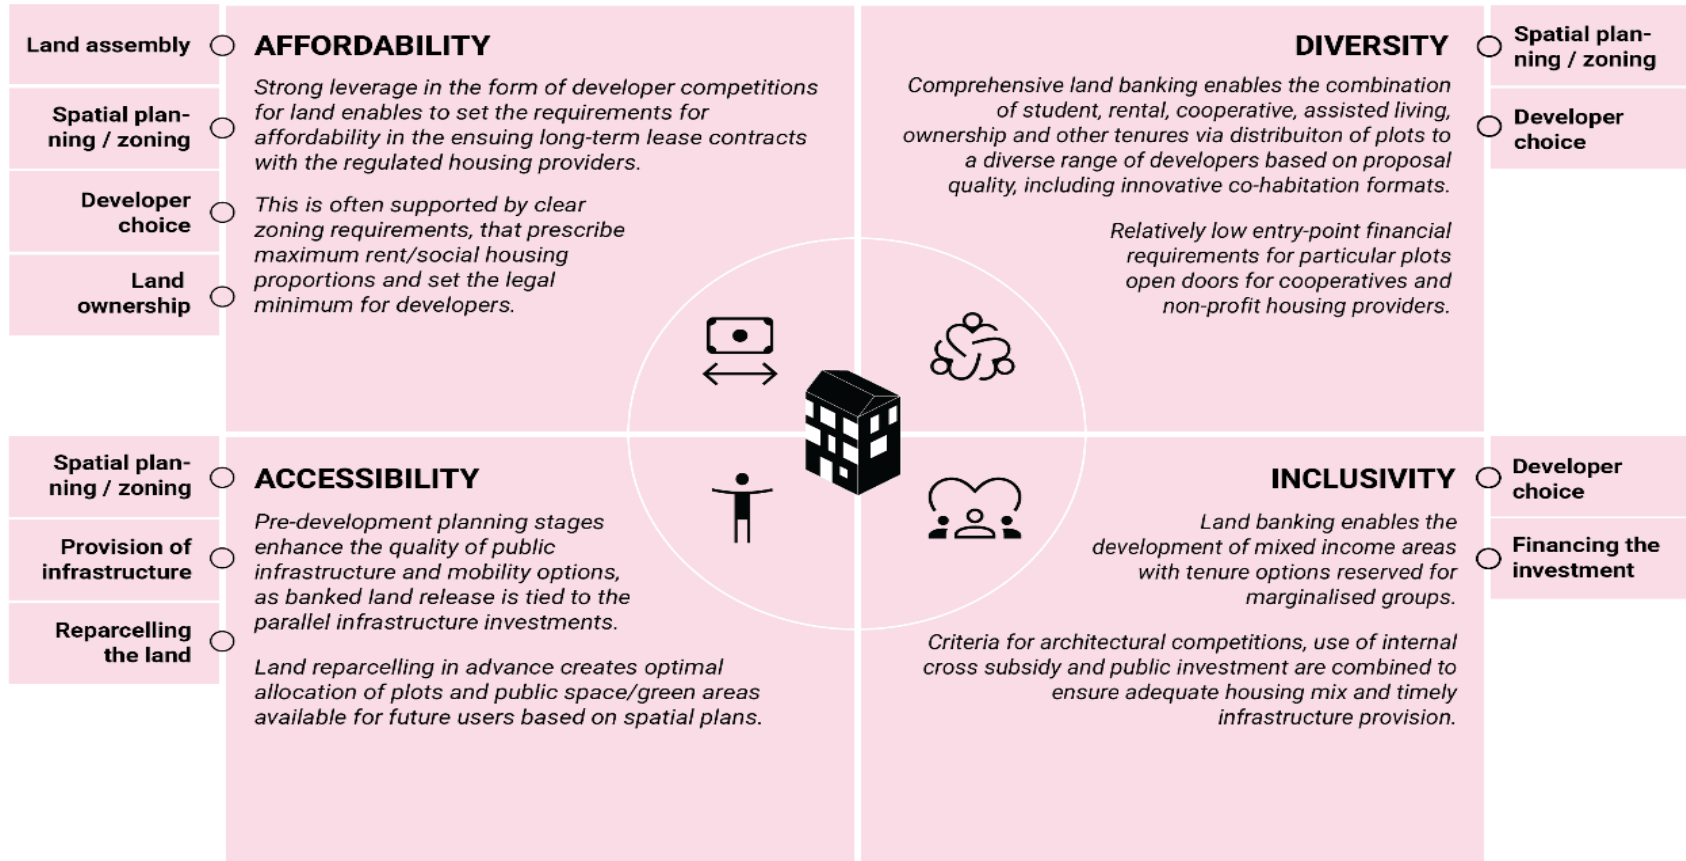 Land assembly
Spatial plan-
ning / zoning
Developer
choice
Land
ownership
AFFORDABILITY
Strong leverage in the form of developer competitions
for land enables to set the requirements for
affordability in the ensuing long-term lease contracts
with the regulated housing providers.
This is often supported by clear
zoning requirements, that prescribe
maximum rent/social housing
proportions and set the legal
minimum for developers.
DIVERSITY
Comprehensive land banking enables the combination
of student, rental, cooperative, assisted living,
ownership and other tenures via distribuiton of plots to
a diverse range of developers based on proposal
quality, including innovative co-habitation formats.
Relatively low entry-point financial
requirements for particular plots
open doors for cooperatives and
non-profit housing providers.
Spatial plan-
ning / zoning
Developer
choice
Spatial plan-
ning / zoning
Provision of
infrastructure
Reparcelling
the land
ACCESSIBILITY
Pre-development planning stages
enhance the quality of public
infrastructure and mobility options,
as banked land release is tied to the
parallel infrastructure investments.
Land reparcelling in advance creates optimal
allocation of plots and public space/green areas
available for future users based on spatial plans.
INCLUSIVITY
Land banking enables the
development of mixed income areas
with tenure options reserved for
marginalised groups.
Criteria for architectural competitions, use of internal
cross subsidy and public investment are combined to
ensure adequate housing mix and timely
infrastructure provision.
Developer
choice
Financing the
investment